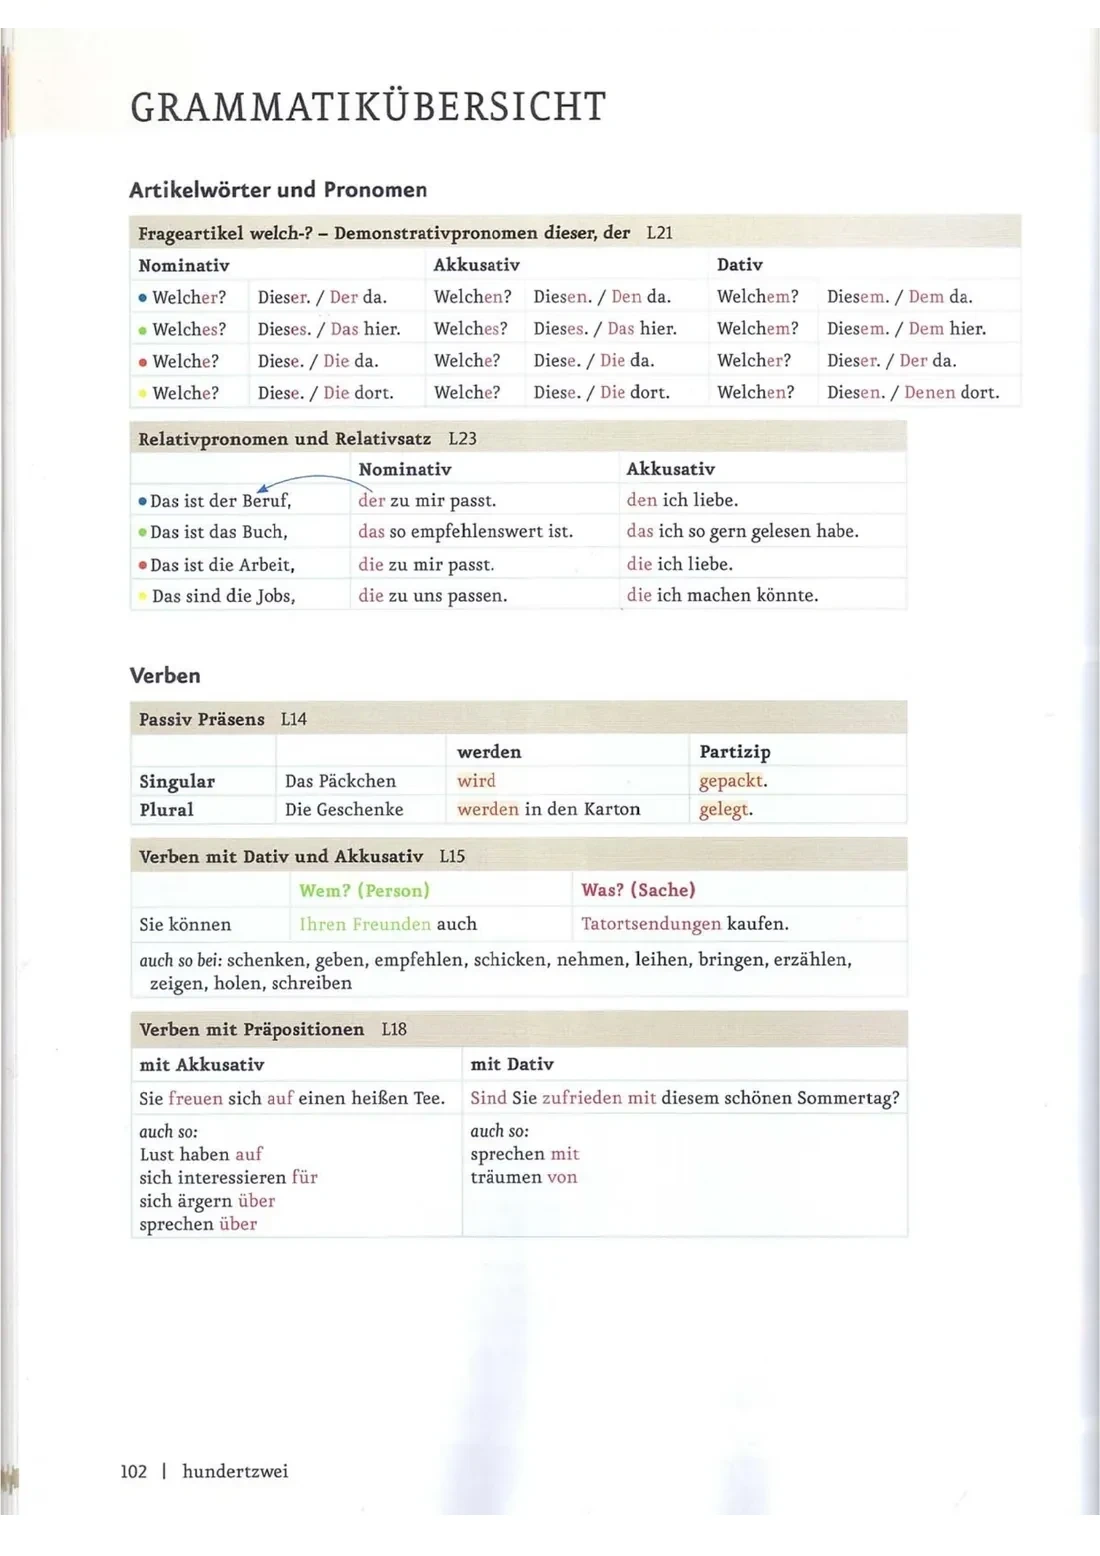 GRAMMATIKÜBERSICHT
Artikelwörter und Pronomen
Frageartikel welch-? – Demonstrativpronomen dieser, der L21
Nominativ Akkusativ Dativ
• Welcher? Dieser. / Der da. Welchen? Diesen. / Den da. Welchem? Diesem. / Dem da.
• Welches? Dieses. / Das hier. Welches? Dieses. / Das hier. Welchem? Diesem. / Dem hier.
• Welche? Diese. / Die da. Welche? Diese. / Die da. Welcher? Dieser. / Der da.
• Welche? Diese. / Die dort. Welche? Diese. / Die dort. Welchen? Diesen. / Denen dort.
Relativpronomen und Relativsatz L23
Nominativ Akkusativ
• Das ist der Beruf, der zu mir passt. den ich liebe.
• Das ist das Buch, das so empfehlenswert ist. das ich so gern gelesen habe.
• Das ist die Arbeit, die zu mir passt. die ich liebe.
• Das sind die Jobs, die zu uns passen. die ich machen könnte.
Verben
Passiv Präsens L14
werden Partizip
Singular Das Päckchen wird gepackt.
Plural Die Geschenke werden in den Karton gelegt.
Verben mit Dativ und Akkusativ L15
Wem? (Person) Was? (Sache)
Sie können Ihren Freunden auch Tatortsendungen kaufen.
auch so bei: schenken, geben, empfehlen, schicken, nehmen, leihen, bringen, erzählen,
zeigen, holen, schreiben
Verben mit Präpositionen L18
mit Akkusativ mit Dativ
Sie freuen sich auf einen heißen Tee. Sind Sie zufrieden mit diesem schönen Sommertag?
auch so: auch so:
Lust haben auf sprechen mit
sich interessieren für träumen von
sich ärgern über
sprechen über
102 | hundertzwei